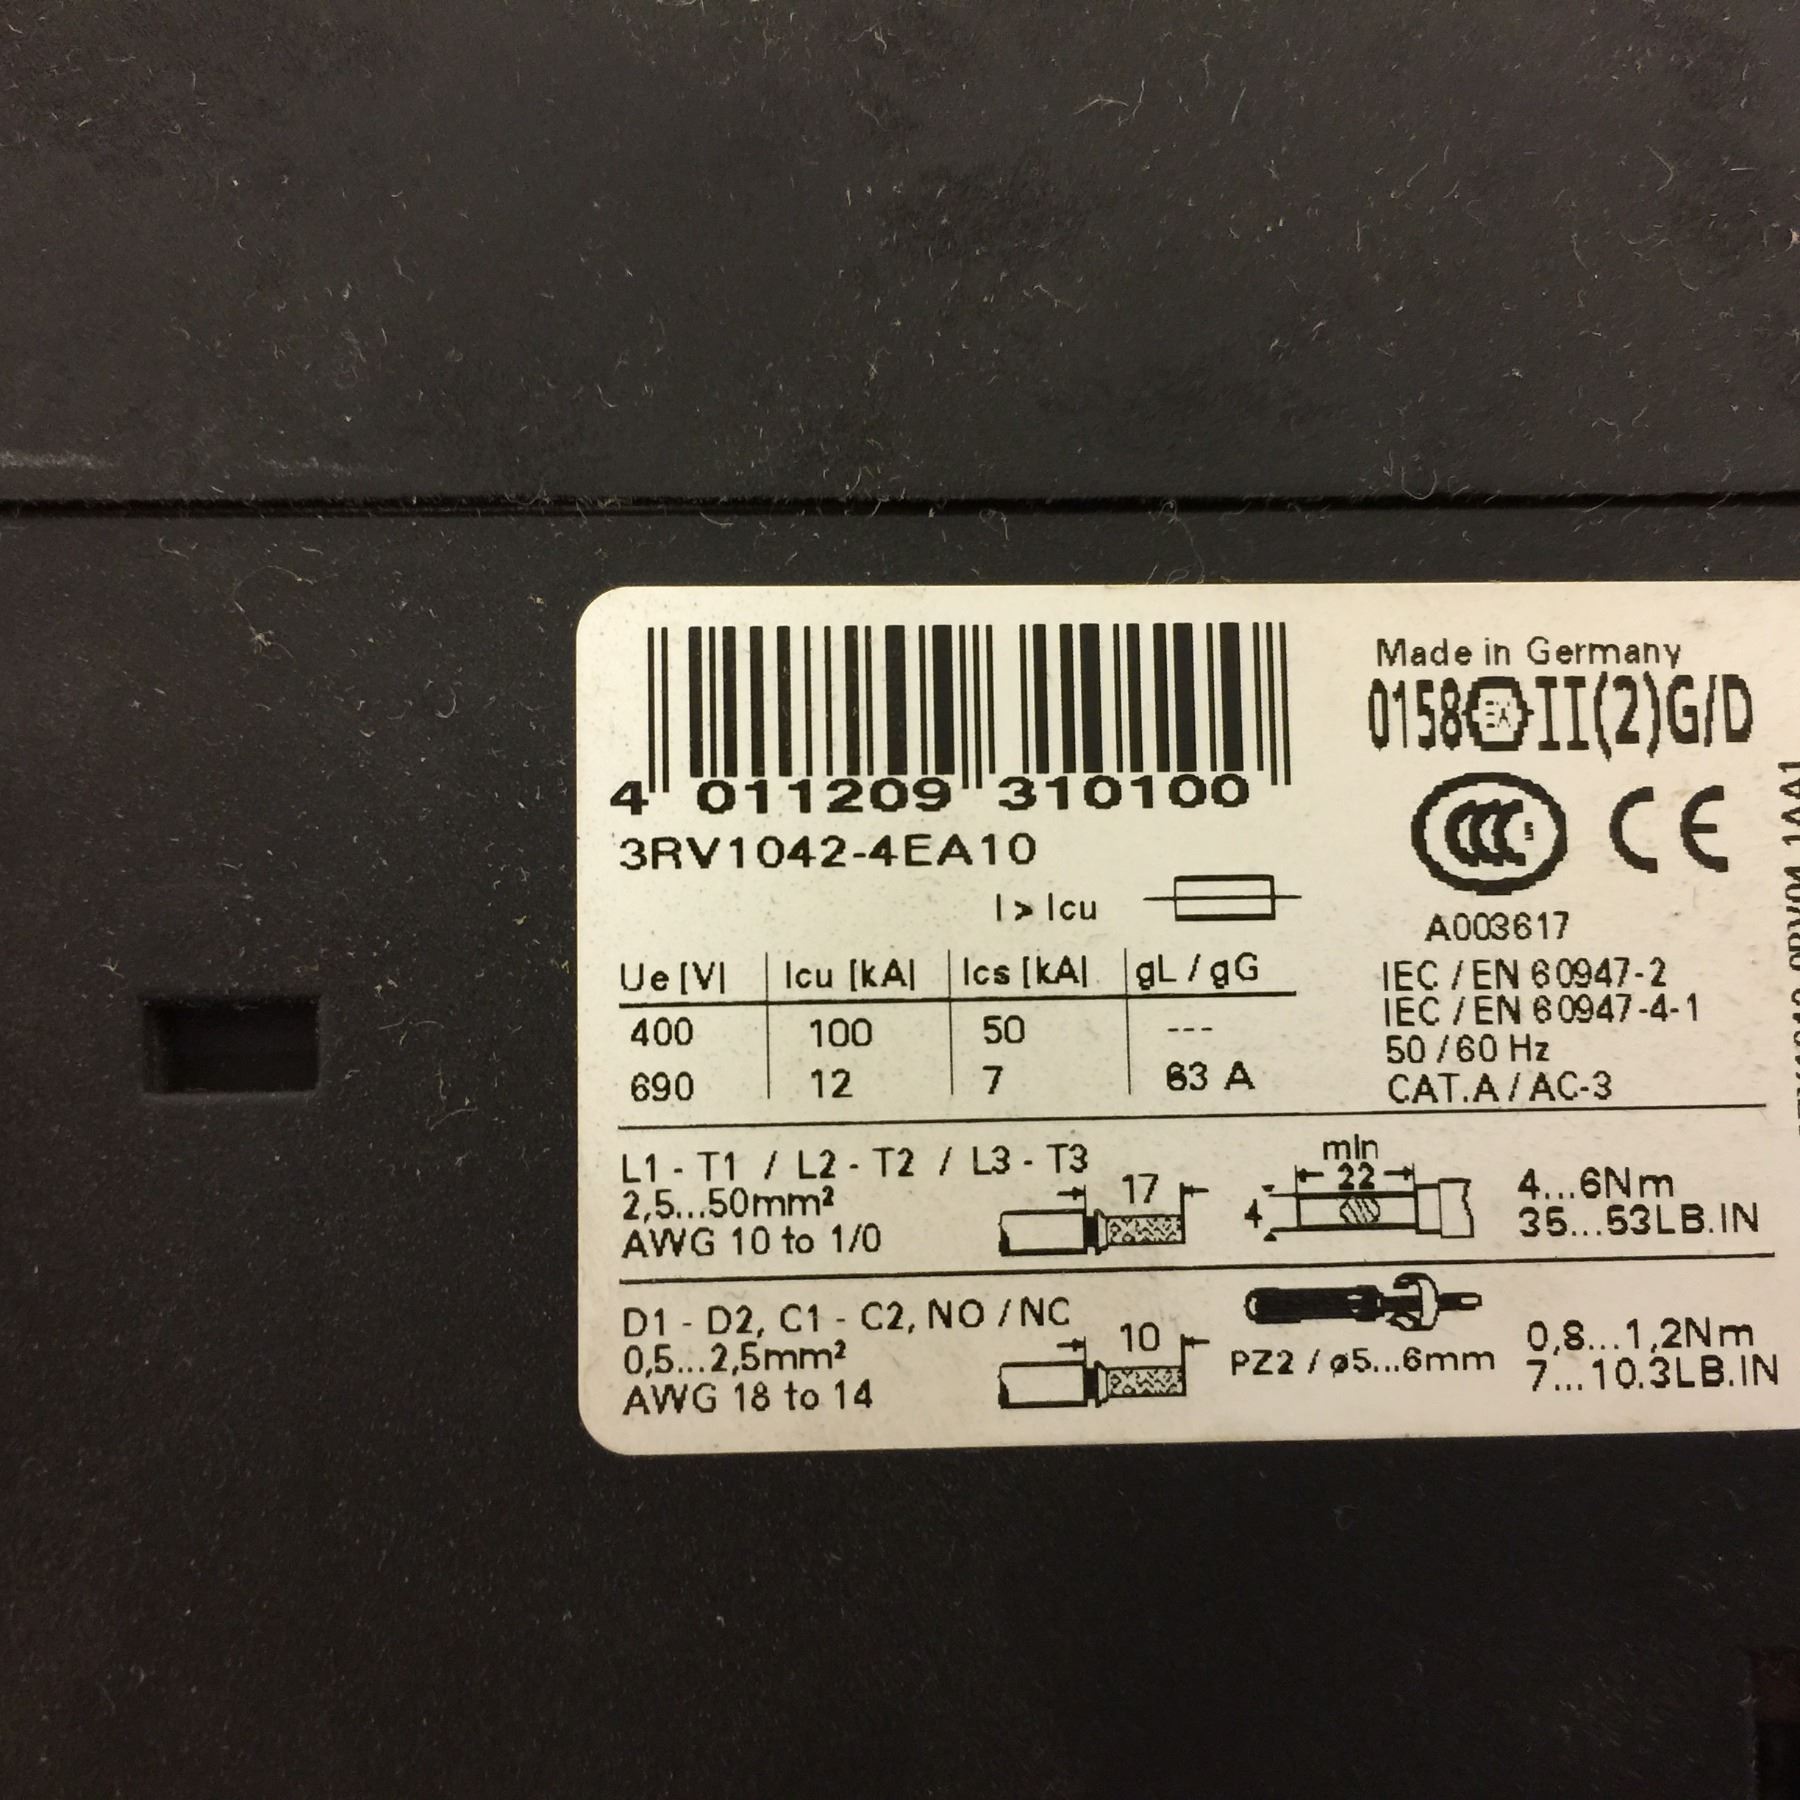 Made in Germany
0158 Ex II(2)G/D
4 011209 310100
3RV1042-4EA10
CCC S CE
I > Icu
A003617
Ue [V] Icu [kA] Ics [kA] gL / gG
400 100 50 ---
690 12 7 63 A
IEC / EN 60947-2
IEC / EN 60947-4-1
50 / 60 Hz
CAT.A / AC-3
L1 - T1 / L2 - T2 / L3 - T3
2,5...50mm²
AWG 10 to 1/0
17
min
22
4
4...6Nm
35...53LB.IN
D1 - D2, C1 - C2, NO / NC
0,5...2,5mm²
AWG 18 to 14
10
PZ2 / ø5...6mm
0,8...1,2Nm
7...10.3LB.IN
1AA1